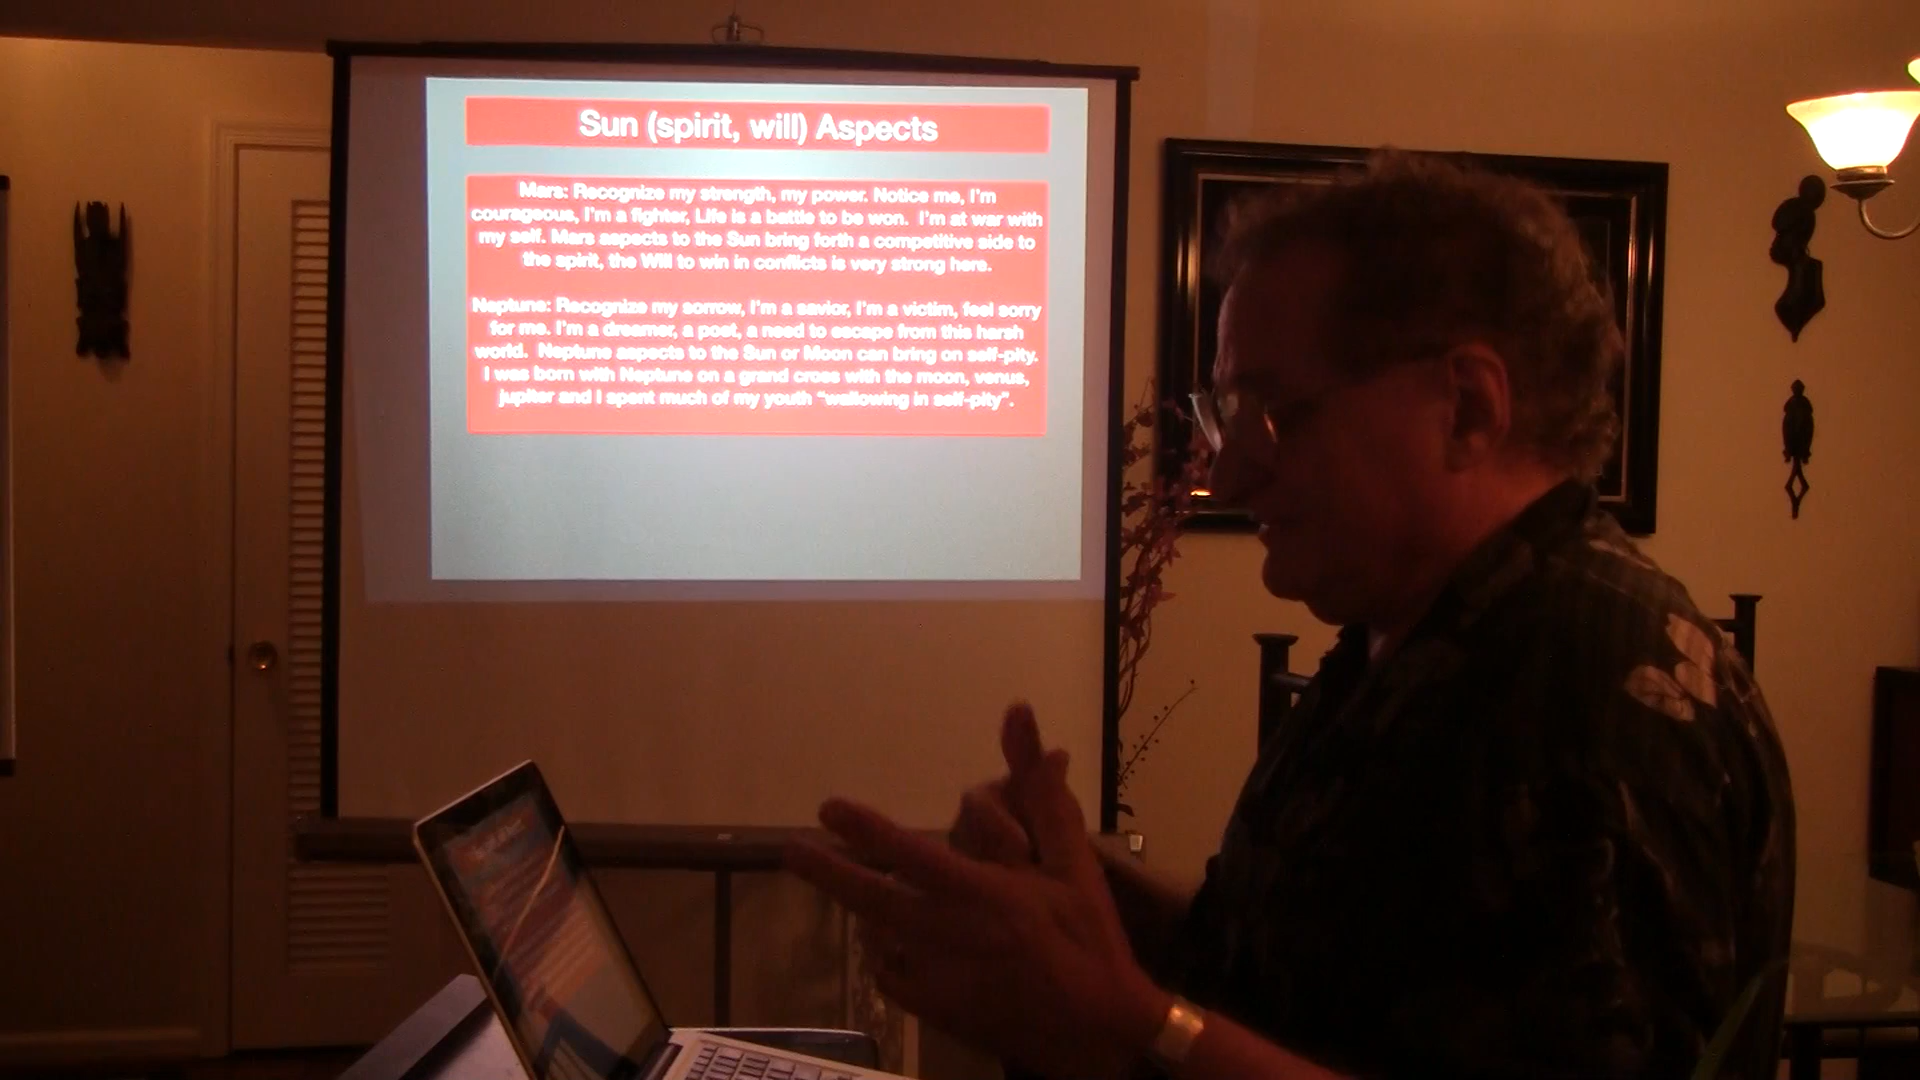 Sun (spirit, will) Aspects
Mars: Recognize my strength, my power. Notice me, I'm
courageous, I'm a fighter, Life is a battle to be won. I'm at war with
my self. Mars aspects to the Sun bring forth a competitive side to
the spirit, the Will to win in conflicts is very strong here.
Neptune: Recognize my sorrow, I'm a savior, I'm a victim, feel sorry
for me. I'm a dreamer, a poet, a need to escape from this harsh
world. Neptune aspects to the Sun or Moon can bring on self-pity.
I was born with Neptune on a grand cross with the moon, venus,
jupiter and I spent much of my youth "wallowing in self-pity".